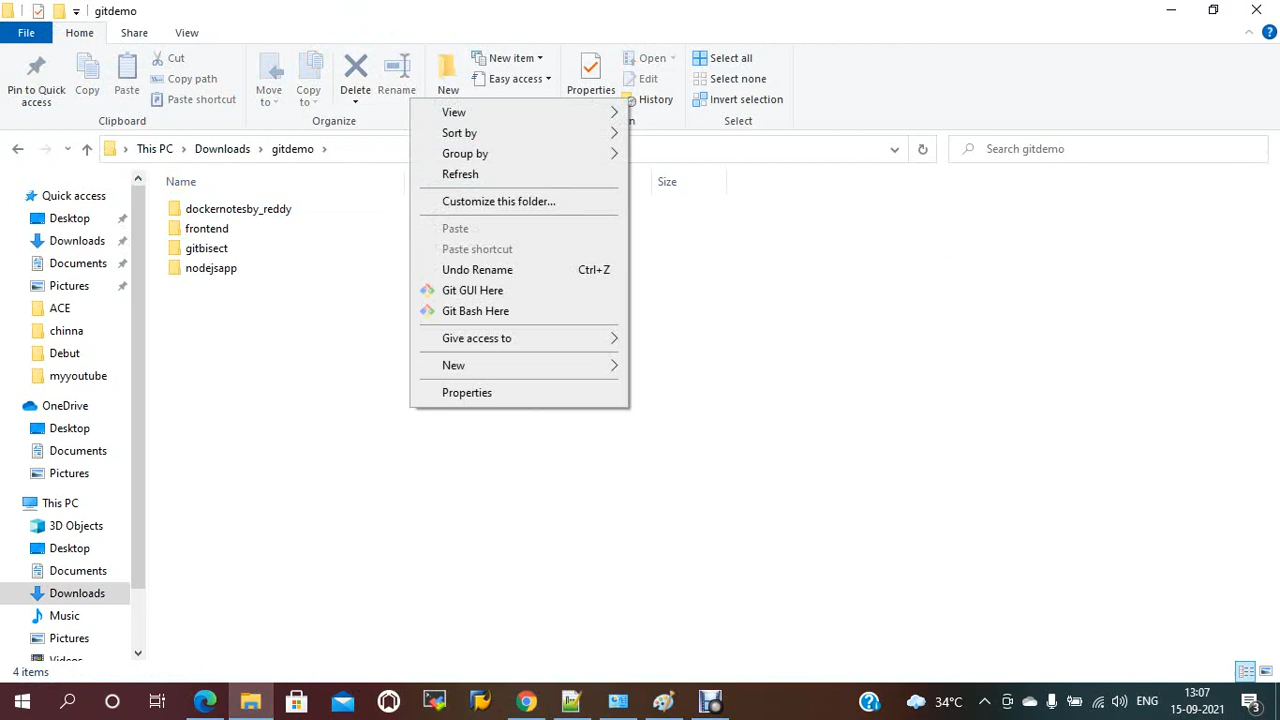 gitdemo
File Home Share View
Pin to Quick access
Copy
Paste
Cut
Copy path
Paste shortcut
Clipboard
Move to
Copy to
Delete
Rename
Organize
New
New item
Easy access
Properties
Open
Edit
History
Select all
Select none
Invert selection
Select
This PC Downloads gitdemo
Search gitdemo
Name
Size
dockernotesby_reddy
frontend
gitbisect
nodejsapp
View
Sort by
Group by
Refresh
Customize this folder...
Paste
Paste shortcut
Undo Rename Ctrl+Z
Git GUI Here
Git Bash Here
Give access to
New
Properties
Quick access
Desktop
Downloads
Documents
Pictures
ACE
chinna
Debut
myyoutube
OneDrive
Desktop
Documents
Pictures
This PC
3D Objects
Desktop
Documents
Downloads
Music
Pictures
Videos
4 items
34°C
ENG
13:07
15-09-2021
3